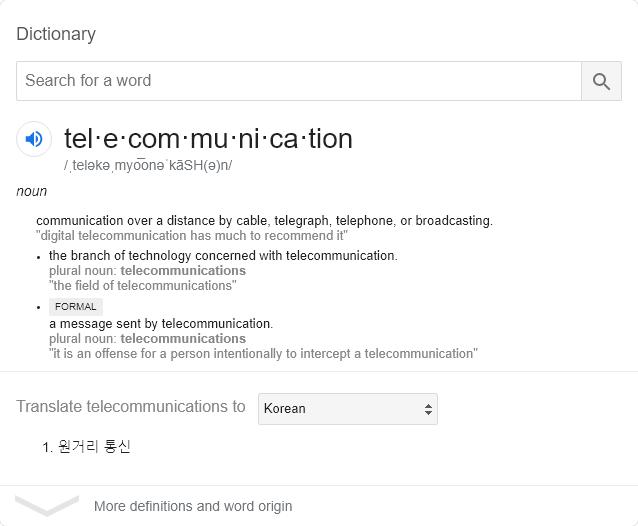 Dictionary
Search for a word
tel·e·com·mu·ni·ca·tion
/ˌteləkəˌmyo͞onəˈkāSH(ə)n/
noun
communication over a distance by cable, telegraph, telephone, or broadcasting.
"digital telecommunication has much to recommend it"
• the branch of technology concerned with telecommunication.
plural noun: telecommunications
"the field of telecommunications"
• FORMAL
a message sent by telecommunication.
plural noun: telecommunications
"it is an offense for a person intentionally to intercept a telecommunication"
Translate telecommunications to Korean
1. 원거리 통신
More definitions and word origin